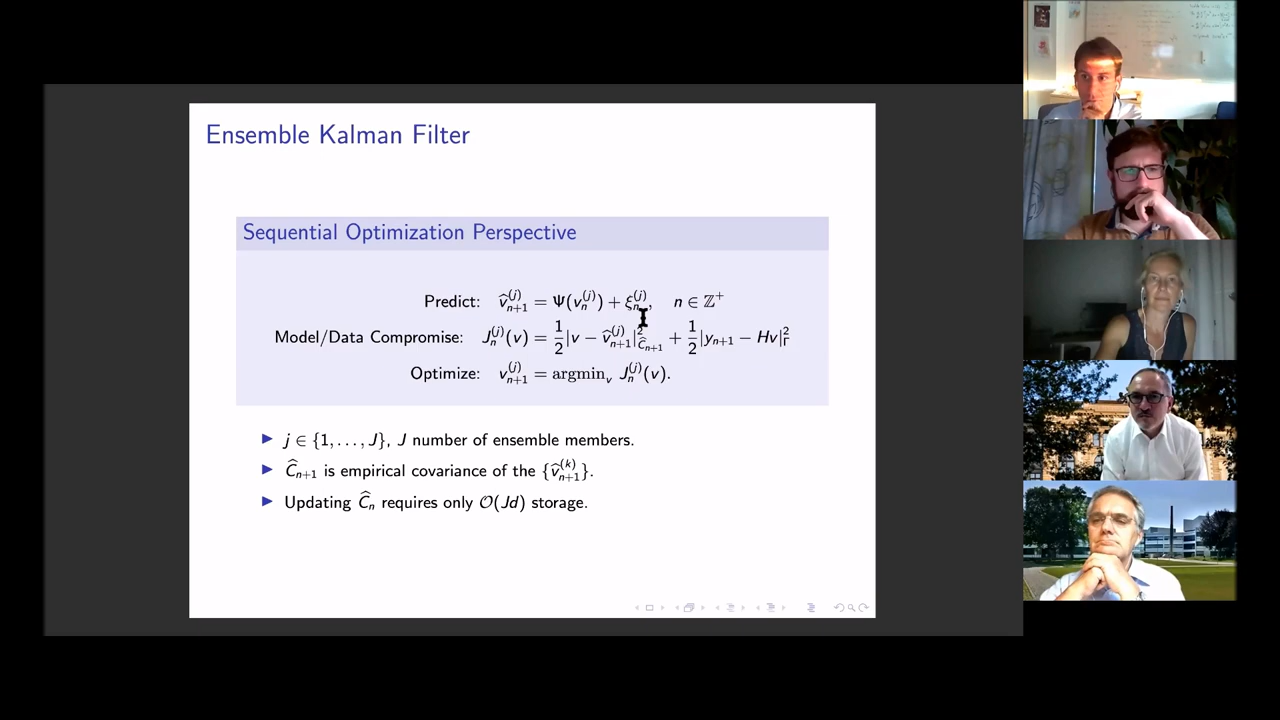 Ensemble Kalman Filter
Sequential Optimization Perspective
Predict: v̂_{n+1}^{(j)} = Ψ(v_n^{(j)}) + ξ_n^{(j)}, n ∈ ℤ^+
Model/Data Compromise: J_n^{(j)}(v) = 1/2|v − v̂_{n+1}^{(j)}|^2_{Ĉ_{n+1}} + 1/2|y_{n+1} − Hv|^2_Γ
Optimize: v_{n+1}^{(j)} = argmin_v J_n^{(j)}(v).
▶ j ∈ {1, . . . , J}, J number of ensemble members.
▶ Ĉ_{n+1} is empirical covariance of the {v̂_{n+1}^{(k)}}.
▶ Updating Ĉ_n requires only 𝒪(Jd) storage.